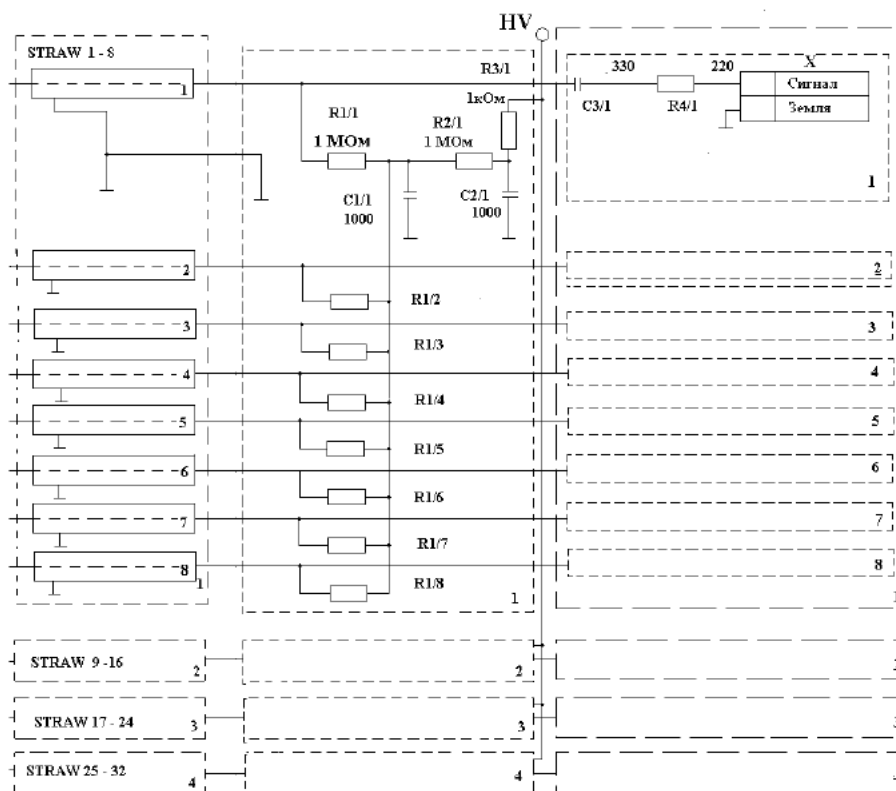 HV
STRAW 1 - 8
1
R3/1
330
220
X
Сигнал
Земля
1кОм
C3/1
R4/1
R1/1
1 МОм
R2/1
1 МОм
C1/1
1000
C2/1
1000
1
2
R1/2
2
3
R1/3
3
4
R1/4
4
5
R1/5
5
6
R1/6
6
7
R1/7
7
8
1
R1/8
1
8
STRAW 9 -16
2
2
STRAW 17 - 24
3
3
STRAW 25 - 32
4
4